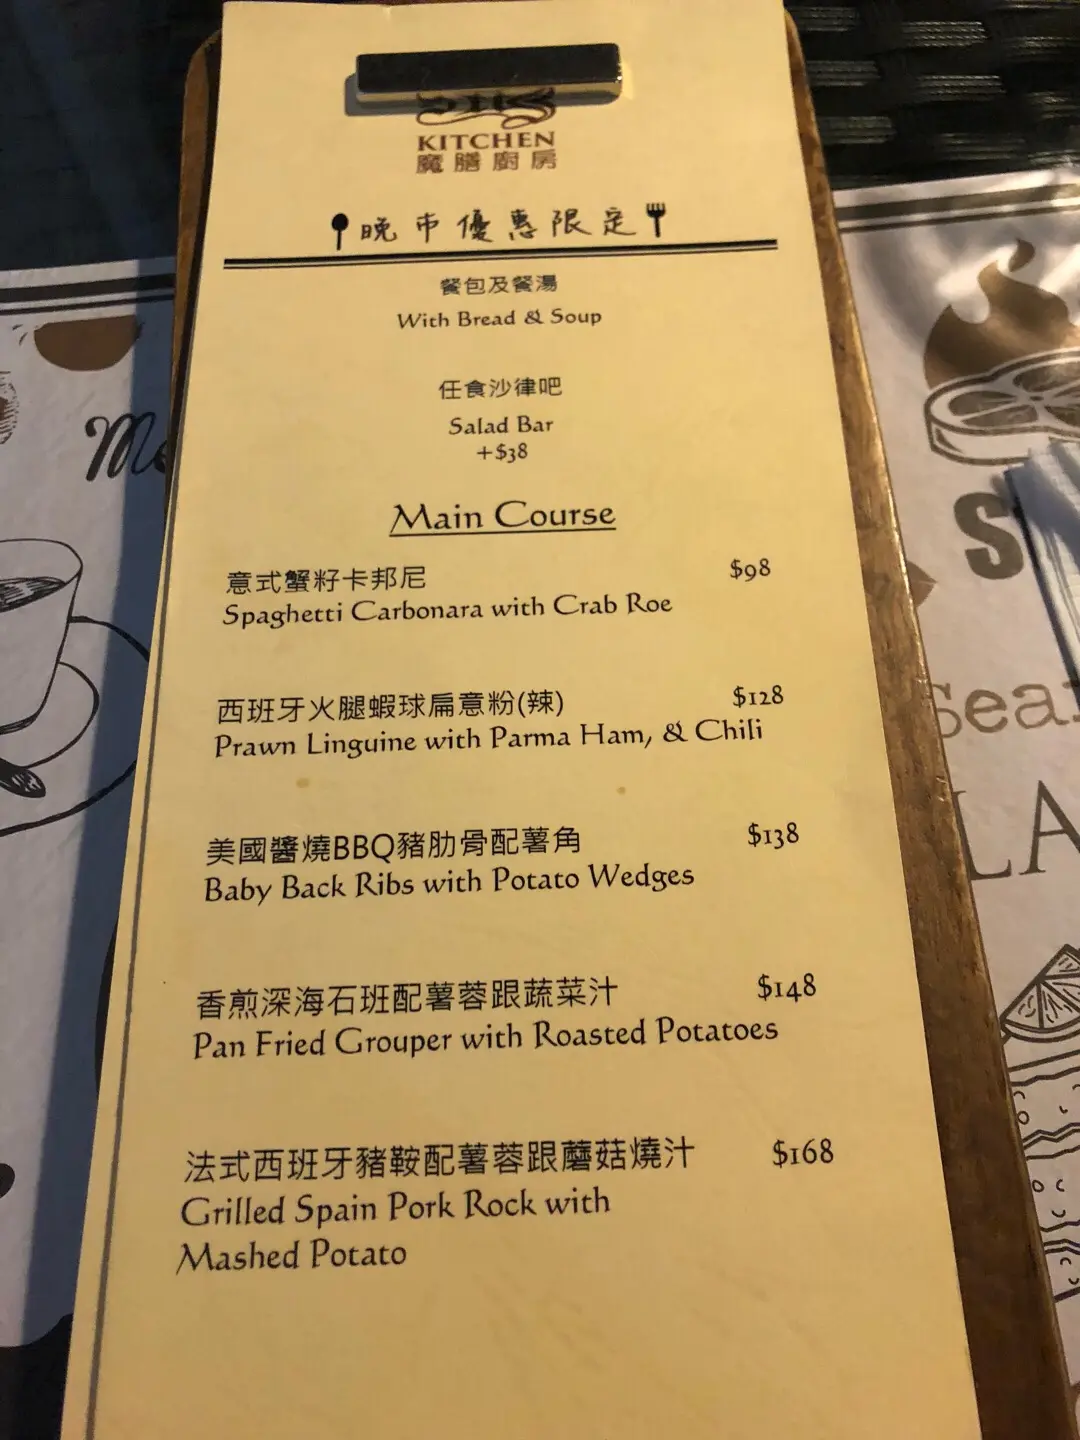 KITCHEN
魔膳廚房
晚市優惠限定
餐包及餐湯
With Bread & Soup
任食沙律吧
Salad Bar
+$38
Main Course
意式蟹籽卡邦尼 $98
Spaghetti Carbonara with Crab Roe
西班牙火腿蝦球扁意粉(辣) $128
Prawn Linguine with Parma Ham, & Chili
美國醬燒BBQ豬肋骨配薯角 $138
Baby Back Ribs with Potato Wedges
香煎深海石班配薯蓉跟蔬菜汁 $148
Pan Fried Grouper with Roasted Potatoes
法式西班牙豬鞍配薯蓉跟蘑菇燒汁 $168
Grilled Spain Pork Rock with
Mashed Potato